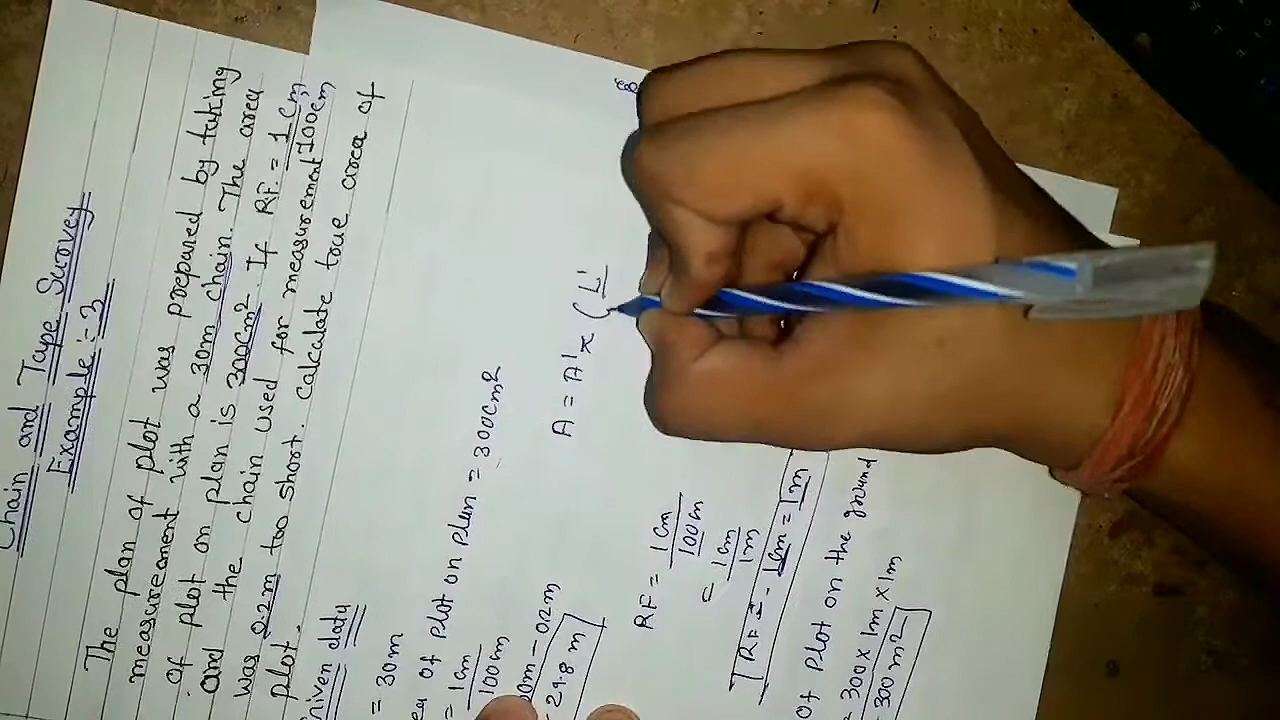 Chain and Tape Survey
Example :- 3
The plan of plot was prepared by taking
measurement with a 30m chain. The area
of plot on plan is 300cm². If RF = 1cm/100cm,
and the chain used for measurement
was 0.2m too short. Calculate true area of
plot.
Given data
= 30m
of plot on plan = 300cm²
= 1cm/100cm
- 0.2m
29.8 m
A = A' x ( L'
RF = 1cm/100cm
= 1cm/1m
RF = - 1cm = 1m
Of Plot on the ground
= 300 x 1m x 1m
300 m²